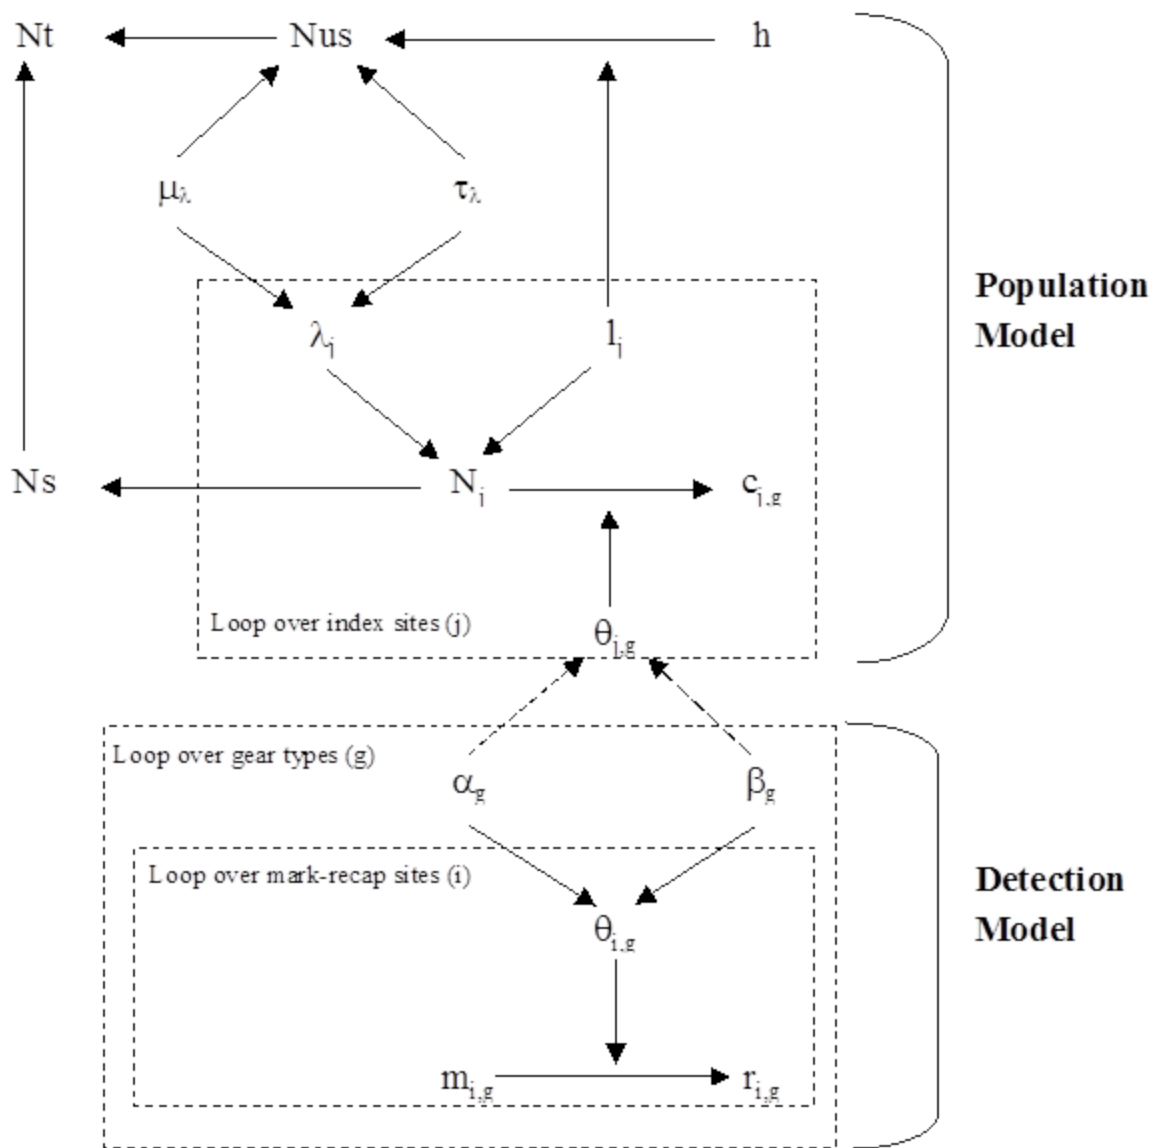 Nt Nus h
μλ τλ
λj lj
Population
Model
Ns Nj cj,g
Loop over index sites (j)
θj,g
Loop over gear types (g)
αg βg
Loop over mark-recap sites (i)
θi,g
Detection
Model
mi,g ri,g